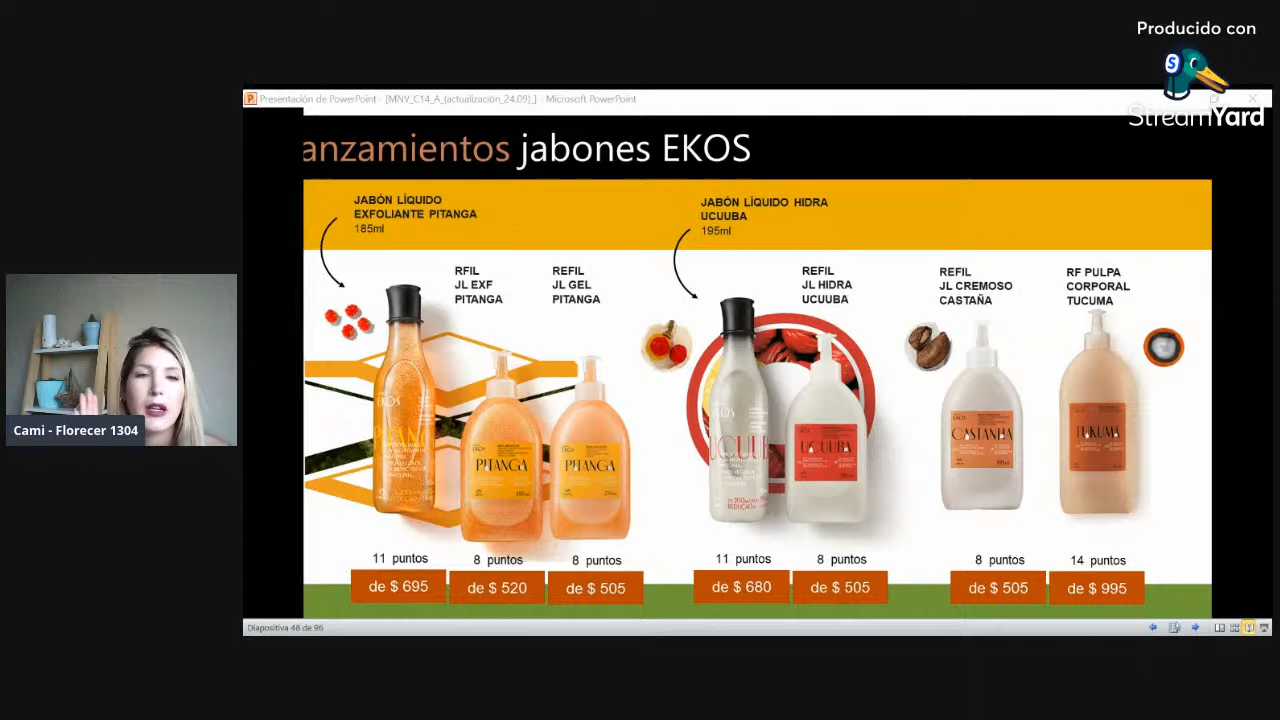 Producido con
StreamYard
Presentación de PowerPoint - [MNV_C14_A_(actualización_24.09)_] - Microsoft PowerPoint
anzamientos jabones EKOS
JABÓN LÍQUIDO
EXFOLIANTE PITANGA
185ml
JABÓN LÌQUIDO HIDRA
UCUUBA
195ml
RFIL
JL EXF
PITANGA
REFIL
JL GEL
PITANGA
REFIL
JL HIDRA
UCUUBA
REFIL
JL CREMOSO
CASTAÑA
RF PULPA
CORPORAL
TUCUMA
EKOS
PITANGA
PITANGA
EKOS
UCUUB
UCUUBA
CASTANHA
TUKUMÃ
11 puntos
8 puntos
8 puntos
11 puntos
8 puntos
8 puntos
14 puntos
de $ 695
de $ 520
de $ 505
de $ 680
de $ 505
de $ 505
de $ 995
Cami - Florecer 1304
Diapositiva 48 de 96